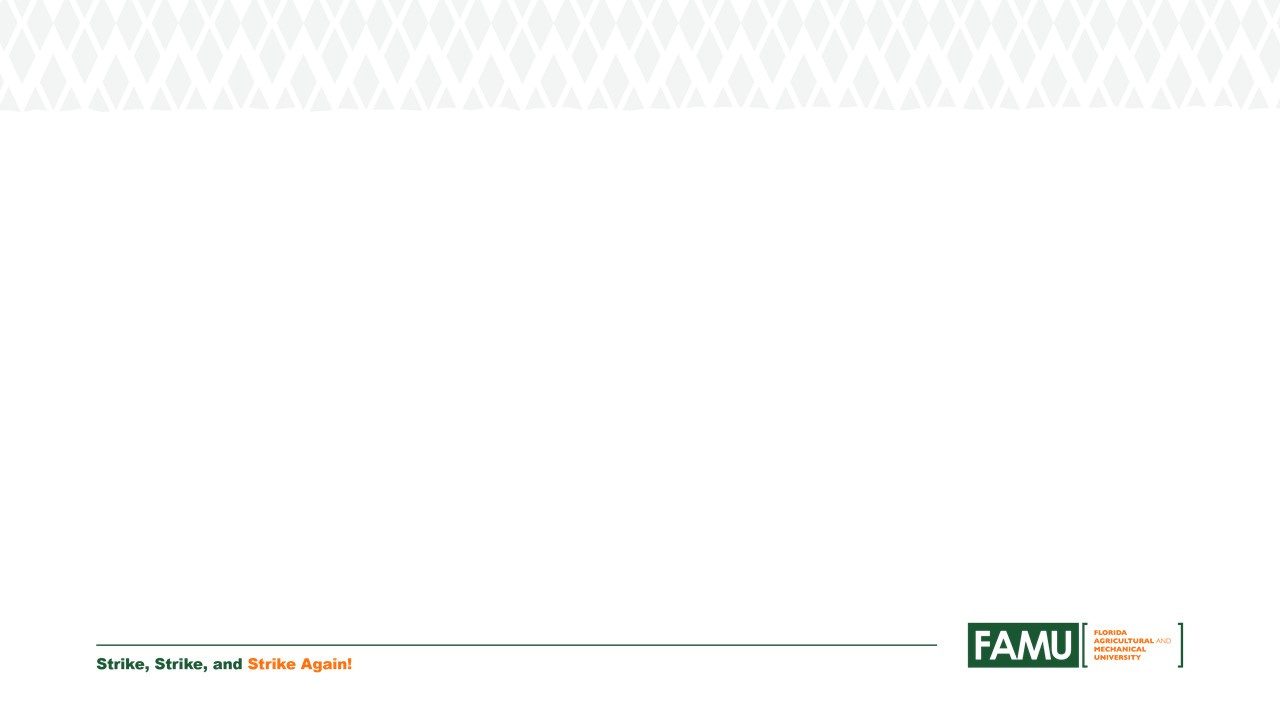 Strike, Strike, and Strike Again!
FAMU
FLORIDA
AGRICULTURAL AND
MECHANICAL
UNIVERSITY